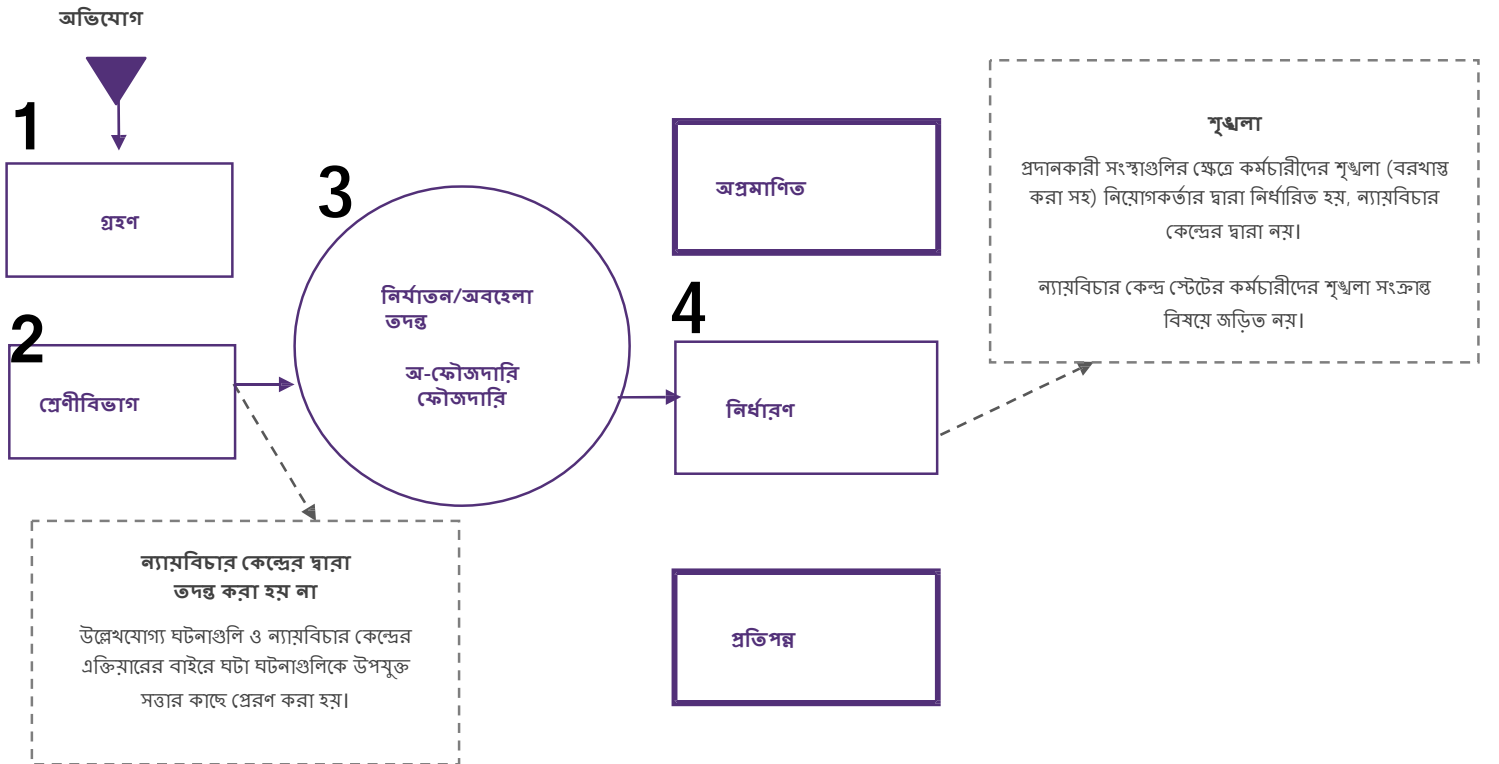 অভিযোগ
1
গ্রহণ
2
শ্রেণীবিভাগ
ন্যায়বিচার কেন্দ্রের দ্বারা
তদন্ত করা হয় না
উল্লেখযোগ্য ঘটনাগুলি ও ন্যায়বিচার কেন্দ্রের
এক্তিয়ারের বাইরে ঘটা ঘটনাগুলিকে উপযুক্ত
সত্তার কাছে প্রেরণ করা হয়।
3
নির্যাতন/অবহেলা
তদন্ত
অ-ফৌজদারি
ফৌজদারি
অপ্রমাণিত
4
নির্ধারণ
প্রতিপন্ন
শৃঙ্খলা
প্রদানকারী সংস্থাগুলির ক্ষেত্রে কর্মচারীদের শৃঙ্খলা (বরখাস্ত
করা সহ) নিয়োগকর্তার দ্বারা নির্ধারিত হয়, ন্যায়বিচার
কেন্দ্রের দ্বারা নয়।
ন্যায়বিচার কেন্দ্র স্টেটের কর্মচারীদের শৃঙ্খলা সংক্রান্ত
বিষয়ে জড়িত নয়।